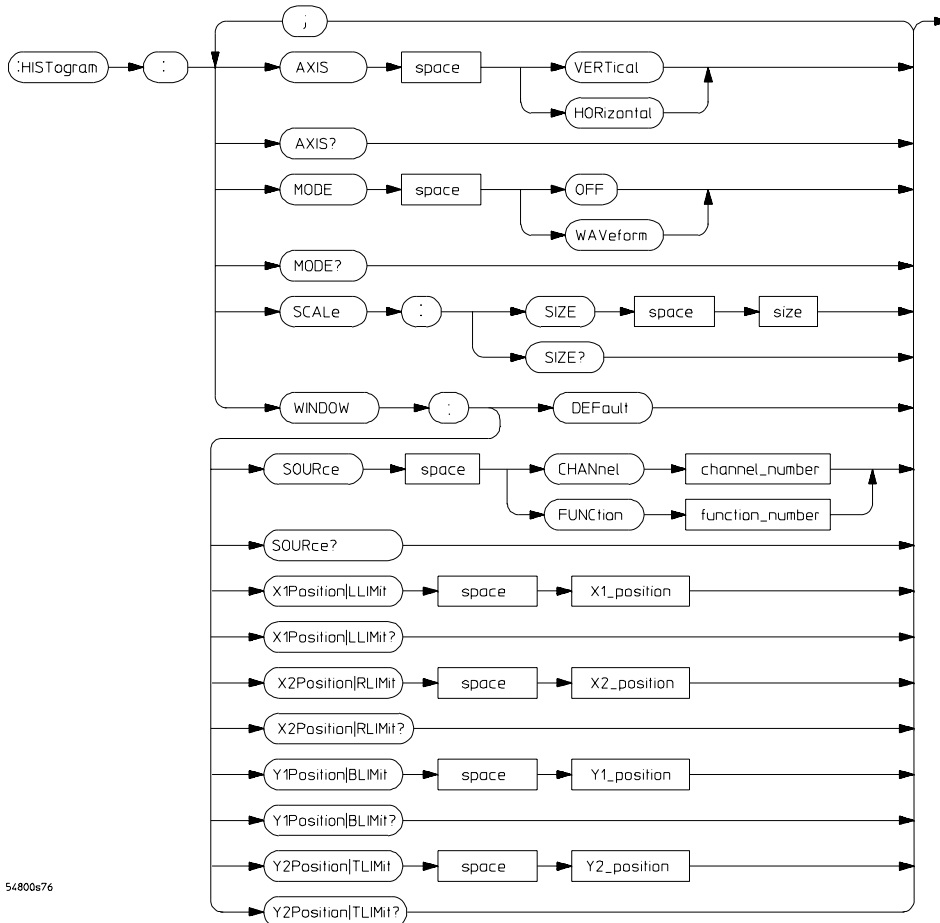 ;
:HISTogram : AXIS space VERTical
HORizontal
AXIS?
MODE space OFF
WAVeform
MODE?
SCALe : SIZE space size
SIZE?
WINDOW : DEFault
SOURce space CHANnel channel_number
FUNCtion function_number
SOURce?
X1Position|LLIMit space X1_position
X1Position|LLIMit?
X2Position|RLIMit space X2_position
X2Position|RLIMit?
Y1Position|BLIMit space Y1_position
Y1Position|BLIMit?
Y2Position|TLIMit space Y2_position
54800s76
Y2Position|TLIMit?